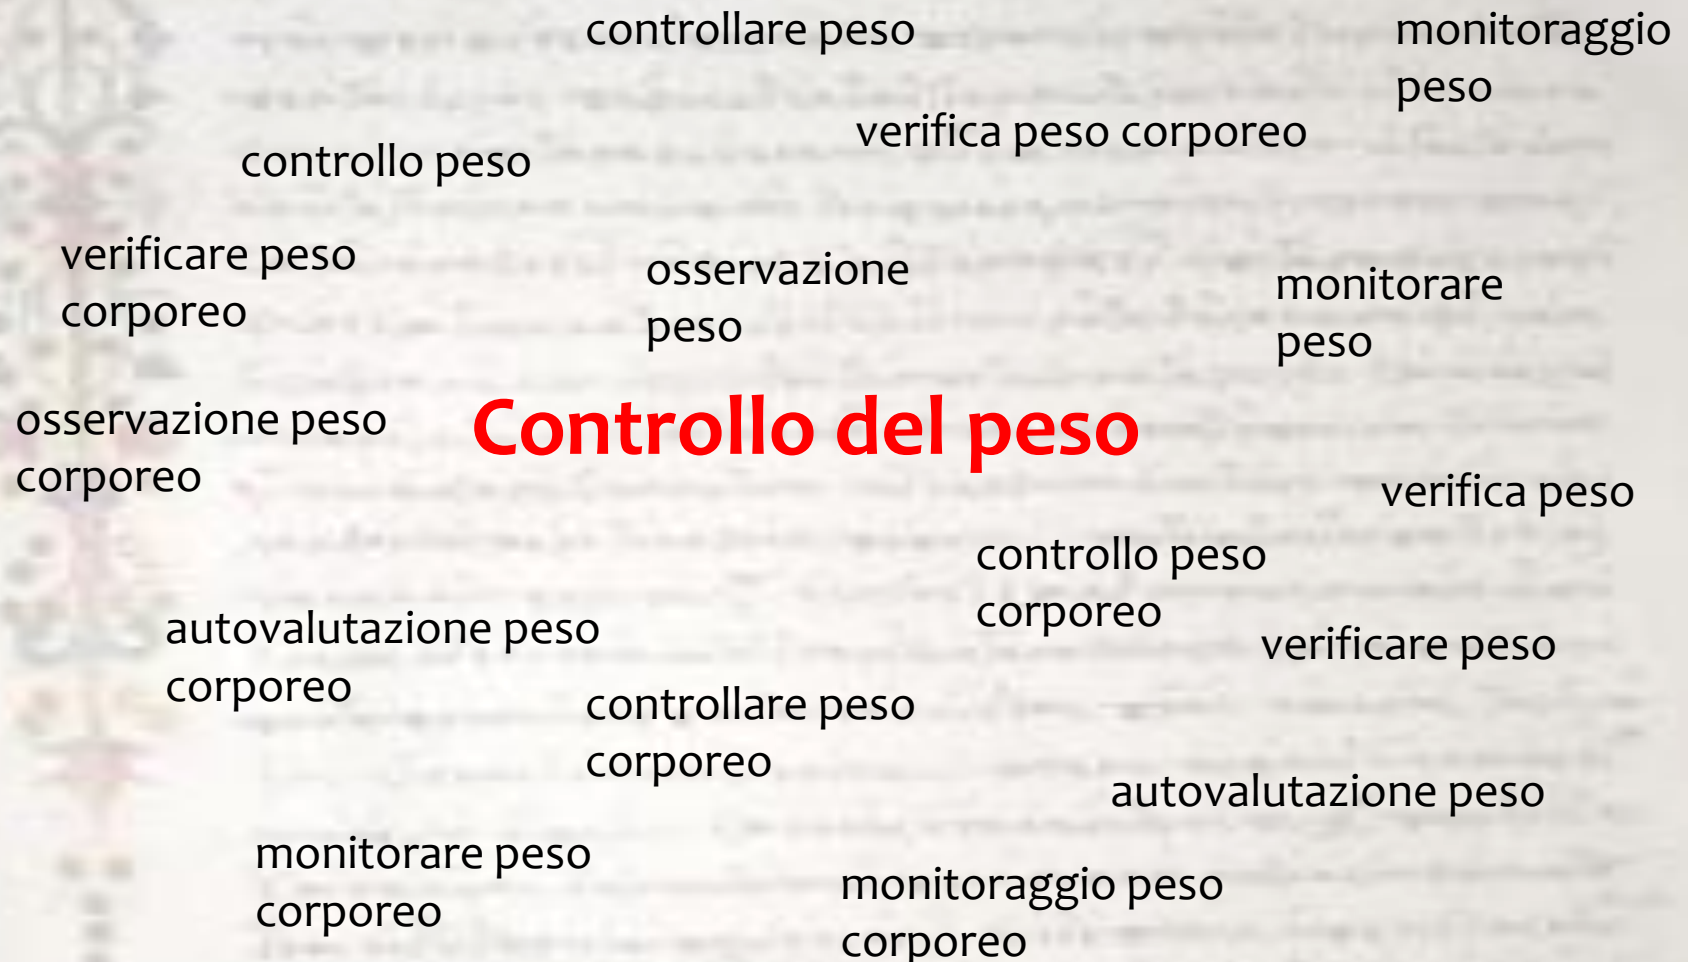 controllare peso
monitoraggio
peso
verifica peso corporeo
controllo peso
verificare peso
corporeo
osservazione
peso
monitorare
peso
osservazione peso
corporeo
Controllo del peso
verifica peso
controllo peso
corporeo
autovalutazione peso
corporeo
verificare peso
controllare peso
corporeo
autovalutazione peso
monitorare peso
corporeo
monitoraggio peso
corporeo